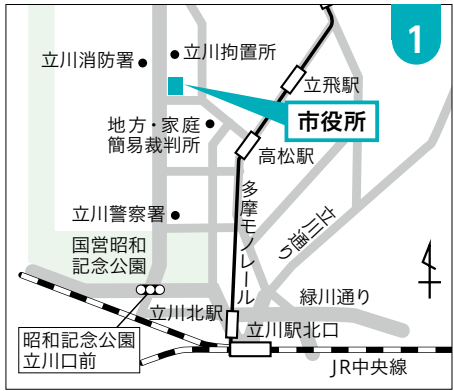 1
立川消防署
立川拘置所
立飛駅
市役所
地方・家庭
簡易裁判所
高松駅
多摩モノレール
立川警察署
立川通り
国営昭和
記念公園
緑川通り
立川北駅
立川駅北口
昭和記念公園
立川口前
JR中央線